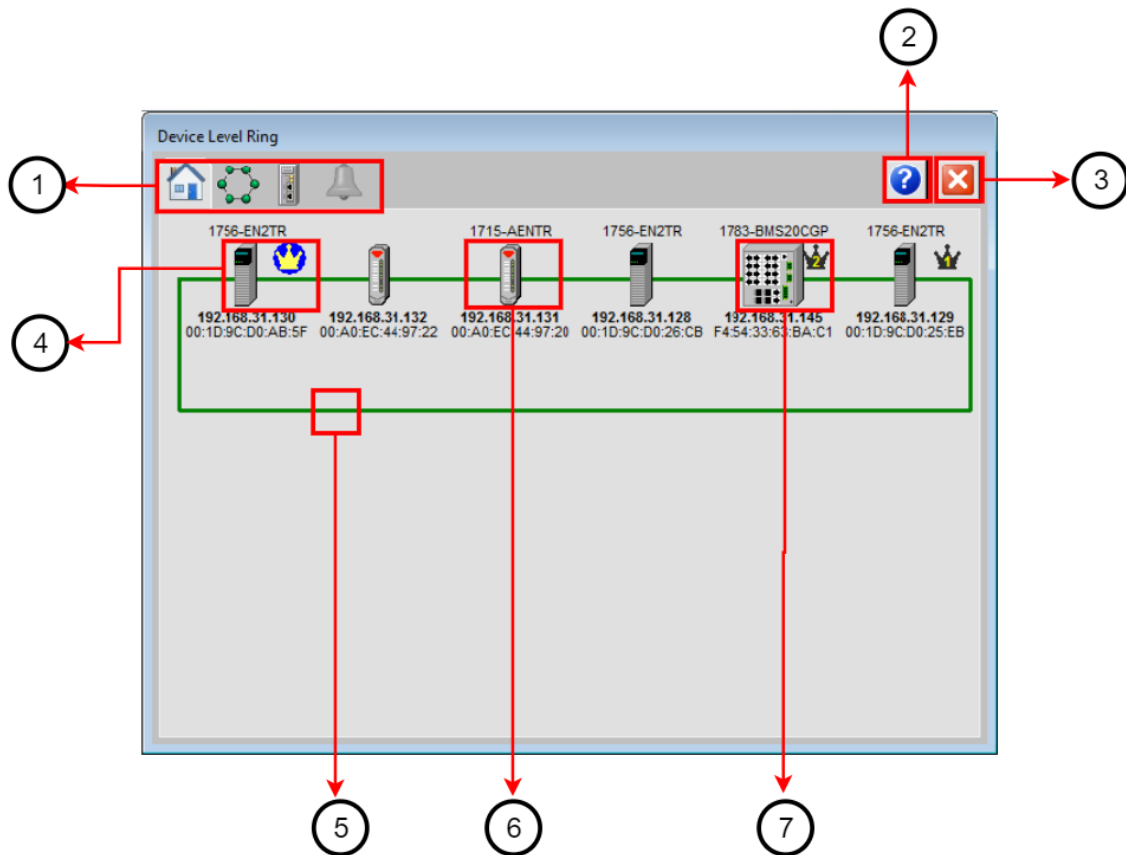 2
Device Level Ring
1
3
1756-EN2TR 1715-AENTR 1756-EN2TR 1783-BMS20CGP 1756-EN2TR
2 1
192.168.31.130 192.168.31.132 192.168.31.131 192.168.31.128 192.168.31.145 192.168.31.129
00:1D:9C:D0:AB:5F 00:A0:EC:44:97:22 00:A0:EC:44:97:20 00:1D:9C:D0:26:CB F4:54:33:63:BA:C1 00:1D:9C:D0:25:EB
4
5 6 7